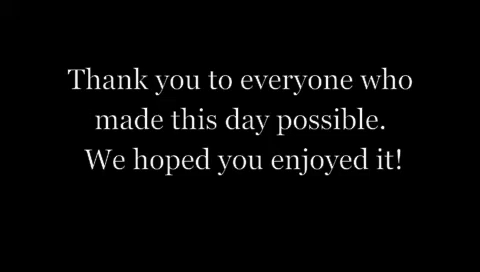 Thank you to everyone who
made this day possible.
We hoped you enjoyed it!